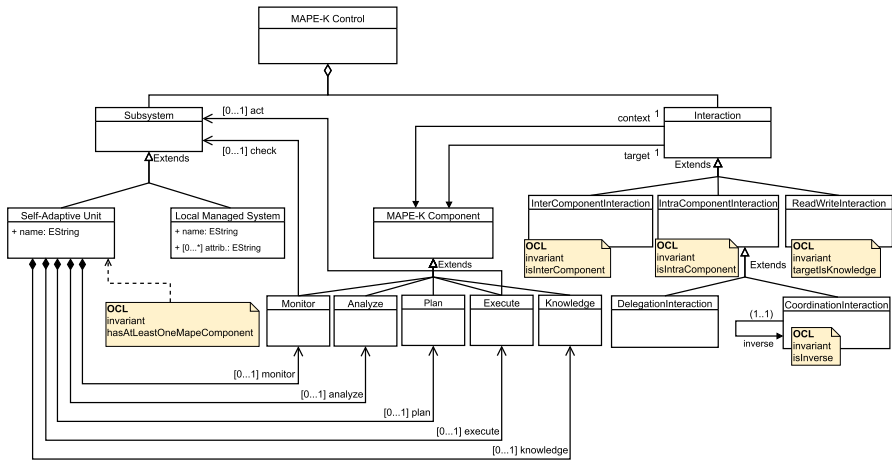 MAPE-K Control
Subsystem
[0...1] act
[0...1] check
Extends
context 1
target 1
Interaction
Extends
Self-Adaptive Unit
+ name: EString
Local Managed System
+ name: EString
+ [0...*] attrib.: EString
MAPE-K Component
Extends
InterComponentInteraction
OCL
invariant
isInterComponent
IntraComponentInteraction
OCL
invariant
isIntraComponent
Extends
ReadWriteInteraction
OCL
invariant
targetIsKnowledge
OCL
invariant
hasAtLeastOneMapeComponent
Monitor
Analyze
Plan
Execute
Knowledge
DelegationInteraction
CoordinationInteraction
(1..1)
inverse
OCL
invariant
isInverse
[0...1] monitor
[0...1] analyze
[0...1] plan
[0...1] execute
[0...1] knowledge